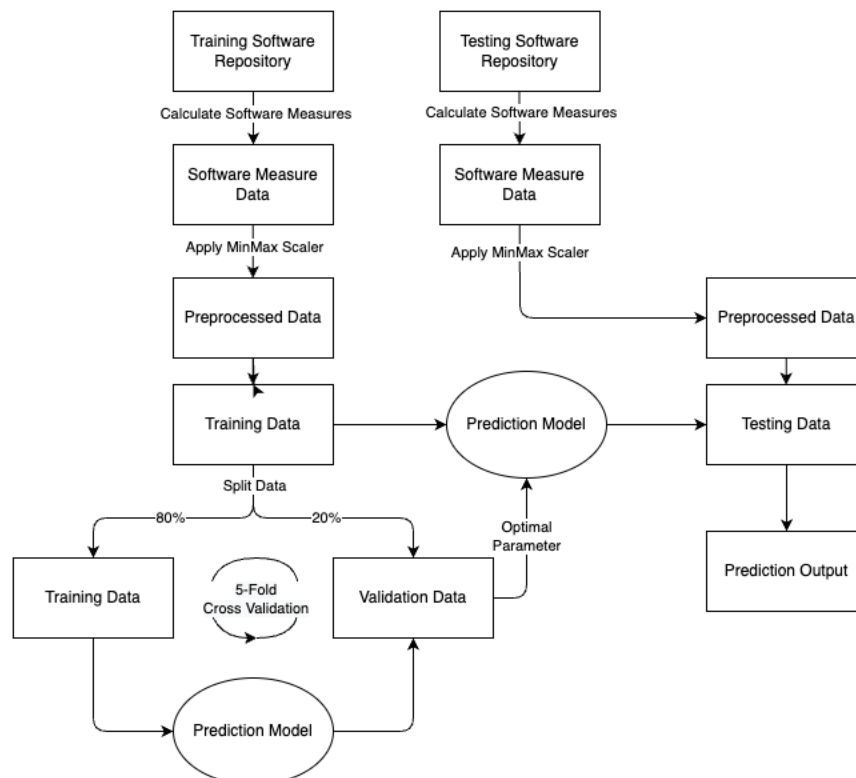 Training Software
Repository
Testing Software
Repository
Calculate Software Measures
Calculate Software Measures
Software Measure
Data
Software Measure
Data
Apply MinMax Scaler
Apply MinMax Scaler
Preprocessed Data
Preprocessed Data
Training Data
Prediction Model
Testing Data
Split Data
80%
20%
Optimal
Parameter
Training Data
5-Fold
Cross Validation
Validation Data
Prediction Output
Prediction Model